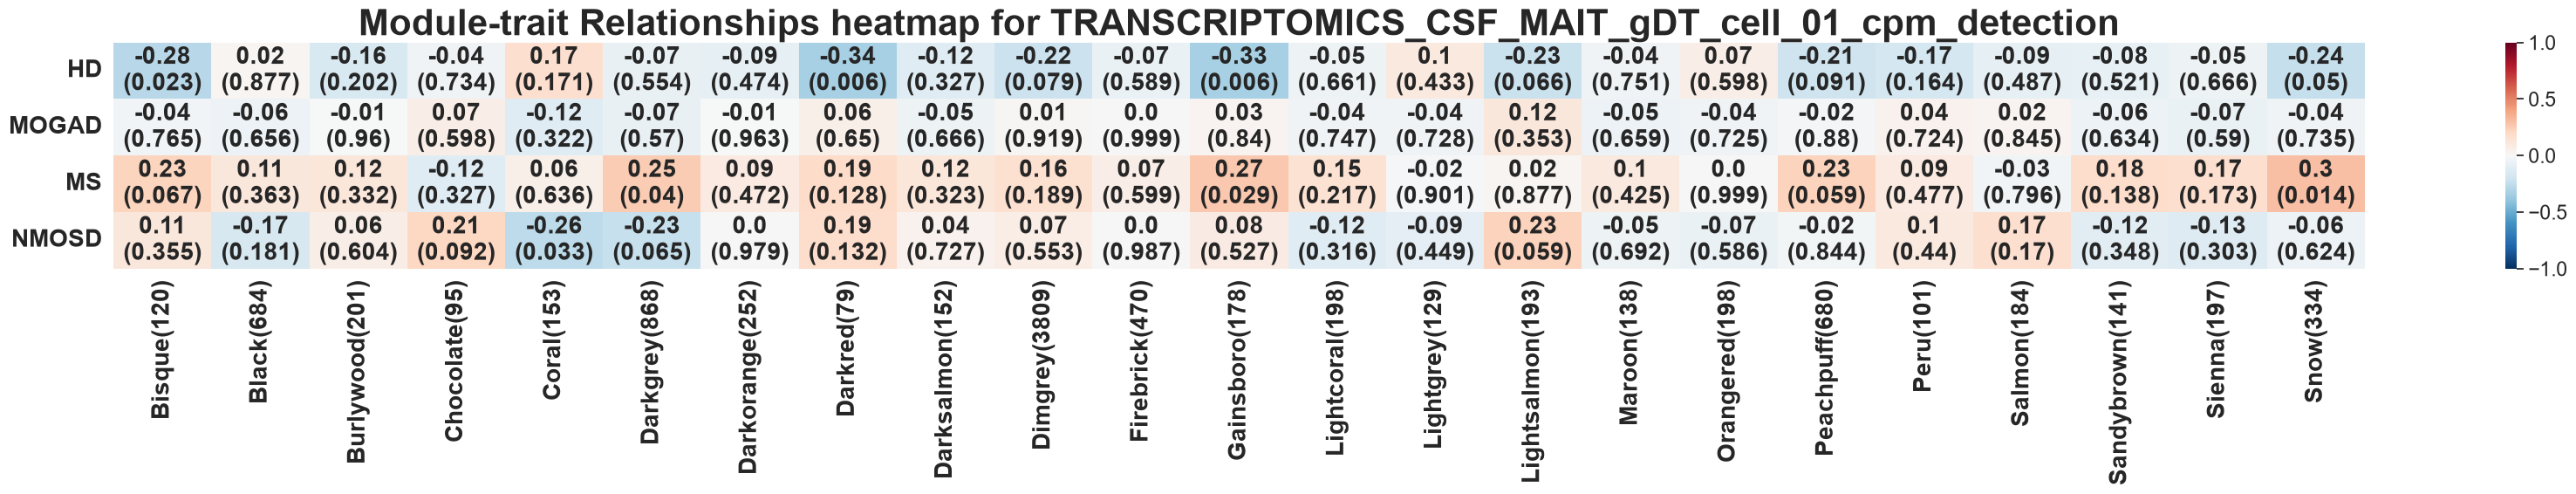 Module-trait Relationships heatmap for TRANSCRIPTOMICS_CSF_MAIT_gDT_cell_01_cpm_detection
-0.28 0.02 -0.16 -0.04 0.17 -0.07 -0.09 -0.34 -0.12 -0.22 -0.07 -0.33 -0.05 0.1 -0.23 -0.04 0.07 -0.21 -0.17 -0.09 -0.08 -0.05 -0.24
HD
(0.023) (0.877) (0.202) (0.734) (0.171) (0.554) (0.474) (0.006) (0.327) (0.079) (0.589) (0.006) (0.661) (0.433) (0.066) (0.751) (0.598) (0.091) (0.164) (0.487) (0.521) (0.666) (0.05)
-0.04 -0.06 -0.01 0.07 -0.12 -0.07 -0.01 0.06 -0.05 0.01 0.0 0.03 -0.04 -0.04 0.12 -0.05 -0.04 -0.02 0.04 0.02 -0.06 -0.07 -0.04
MOGAD
(0.765) (0.656) (0.96) (0.598) (0.322) (0.57) (0.963) (0.65) (0.666) (0.919) (0.999) (0.84) (0.747) (0.728) (0.353) (0.659) (0.725) (0.88) (0.724) (0.845) (0.634) (0.59) (0.735)
0.23 0.11 0.12 -0.12 0.06 0.25 0.09 0.19 0.12 0.16 0.07 0.27 0.15 -0.02 0.02 0.1 0.0 0.23 0.09 -0.03 0.18 0.17 0.3
MS
(0.067) (0.363) (0.332) (0.327) (0.636) (0.04) (0.472) (0.128) (0.323) (0.189) (0.599) (0.029) (0.217) (0.901) (0.877) (0.425) (0.999) (0.059) (0.477) (0.796) (0.138) (0.173) (0.014)
0.11 -0.17 0.06 0.21 -0.26 -0.23 0.0 0.19 0.04 0.07 0.0 0.08 -0.12 -0.09 0.23 -0.05 -0.07 -0.02 0.1 0.17 -0.12 -0.13 -0.06
NMOSD
(0.355) (0.181) (0.604) (0.092) (0.033) (0.065) (0.979) (0.132) (0.727) (0.553) (0.987) (0.527) (0.316) (0.449) (0.059) (0.692) (0.586) (0.844) (0.44) (0.17) (0.348) (0.303) (0.624)
Bisque(120)
Black(684)
Burlywood(201)
Chocolate(95)
Coral(153)
Darkgrey(868)
Darkorange(252)
Darkred(79)
Darksalmon(152)
Dimgrey(3809)
Firebrick(470)
Gainsboro(178)
Lightcoral(198)
Lightgrey(129)
Lightsalmon(193)
Maroon(138)
Orangered(198)
Peachpuff(680)
Peru(101)
Salmon(184)
Sandybrown(141)
Sienna(197)
Snow(334)
1.0
0.5
0.0
−0.5
−1.0